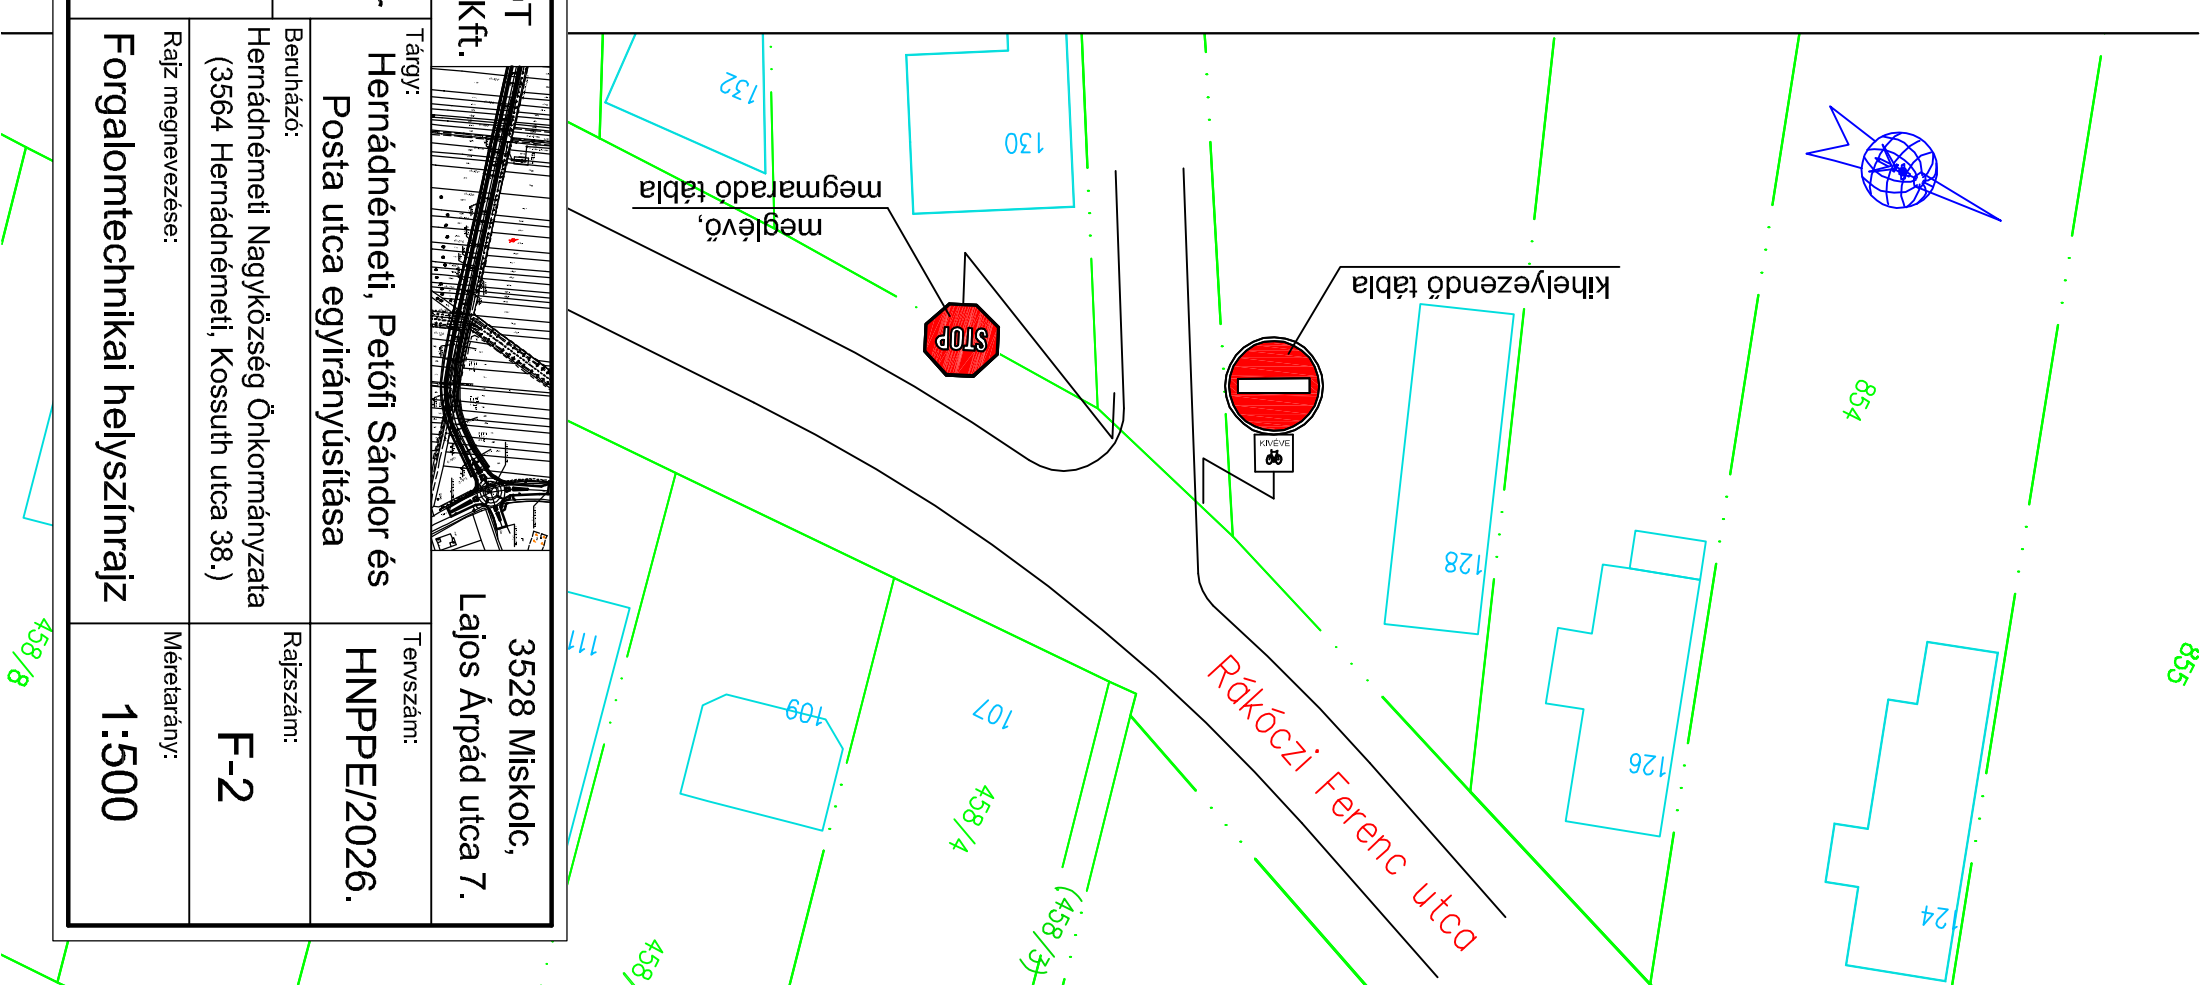 Kft.
3528 Miskolc,
Lajos Árpád utca 7.
Tárgy:
Hernádnémeti, Petőfi Sándor és
Posta utca egyirányúsítása
Tervszám:
HNPPE/2026.
Beruházó:
Hernádnémeti Nagyközség Önkormányzata
(3564 Hernádnémeti, Kossuth utca 38.)
Rajzszám:
F-2
Rajz megnevezése:
Forgalomtechnikai helyszínrajz
Méretarány:
1:500
132
130
meglévő,
megmaradó tábla
STOP
kihelyezendő tábla
KIVÉVE
128
126
124
854
855
Rákóczi Ferenc utca
111
109
107
458/4
(458/3)
458/
458/8